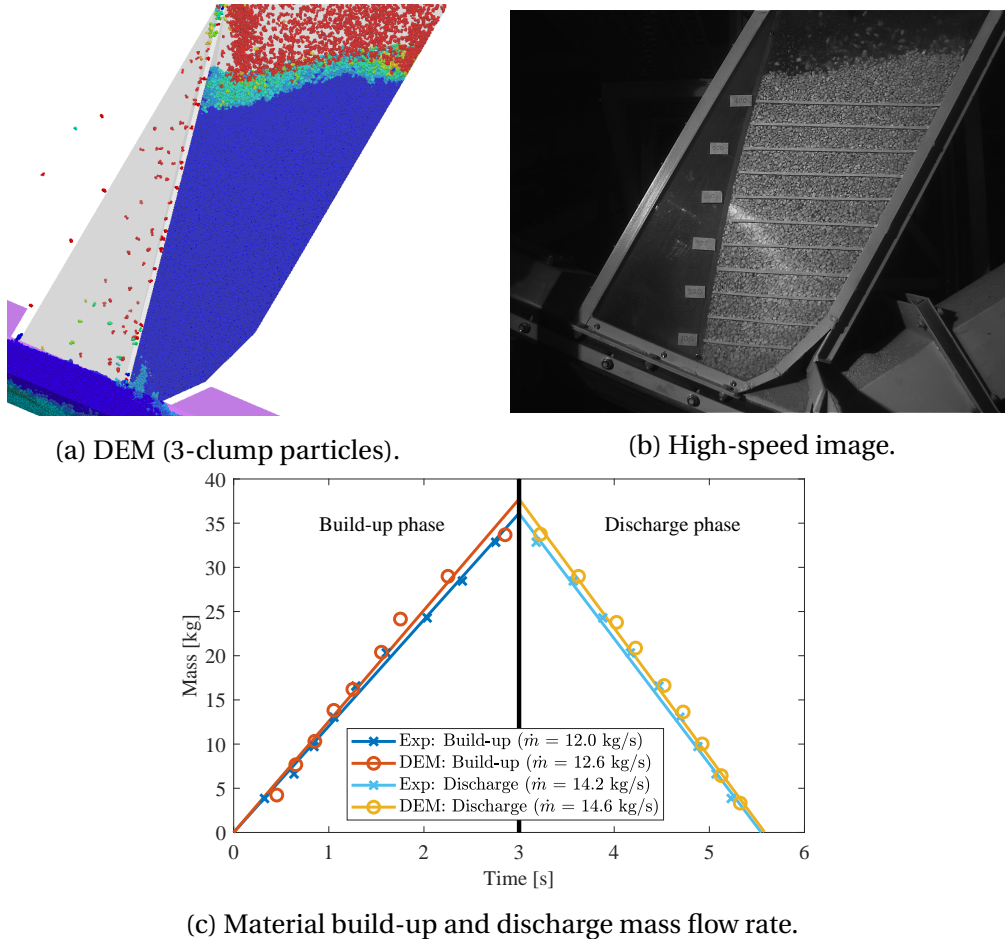 (a) DEM (3-clump particles).
(b) High-speed image.
40
35
30
25
20
15
10
5
0
Mass [kg]
Build-up phase
Discharge phase
Exp: Build-up (ṁ = 12.0 kg/s)
DEM: Build-up (ṁ = 12.6 kg/s)
Exp: Discharge (ṁ = 14.2 kg/s)
DEM: Discharge (ṁ = 14.6 kg/s)
0 1 2 3 4 5 6
Time [s]
(c) Material build-up and discharge mass flow rate.